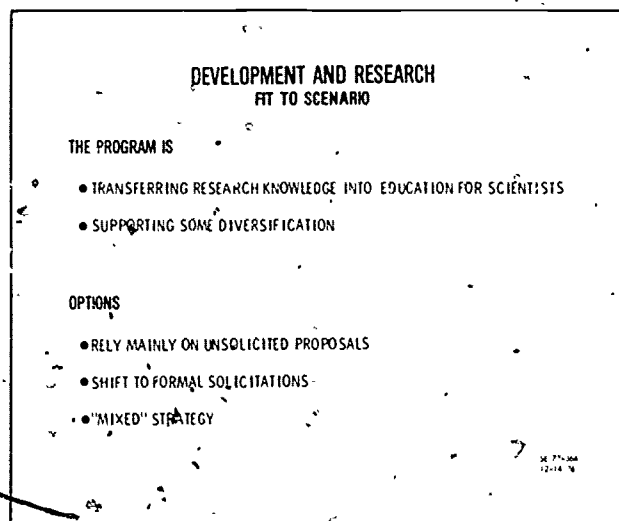 DEVELOPMENT AND RESEARCH
FIT TO SCENARIO
THE PROGRAM IS
● TRANSFERRING RESEARCH KNOWLEDGE INTO EDUCATION FOR SCIENTISTS
● SUPPORTING SOME DIVERSIFICATION
OPTIONS
● RELY MAINLY ON UNSOLICITED PROPOSALS
● SHIFT TO FORMAL SOLICITATIONS
● "MIXED" STRATEGY